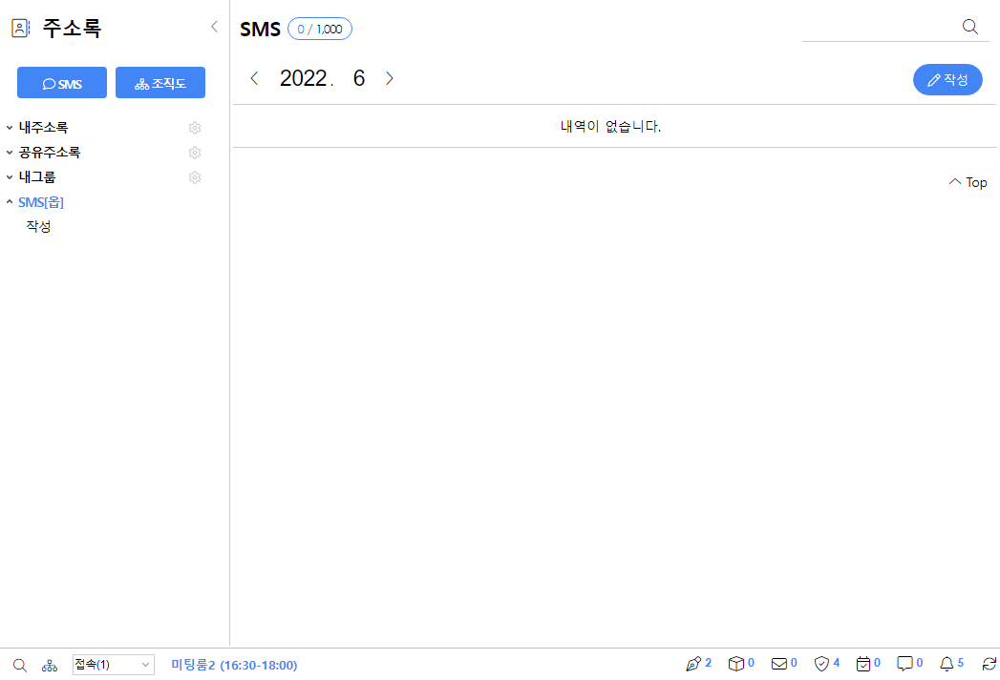 주소록
SMS 조직도
내주소록
공유주소록
내그룹
SMS[옵]
작성
SMS 0 / 1,000
2022. 6
작성
내역이 없습니다.
Top
접속(1) 미팅룸2 (16:30-18:00) 2 0 0 4 0 0 5